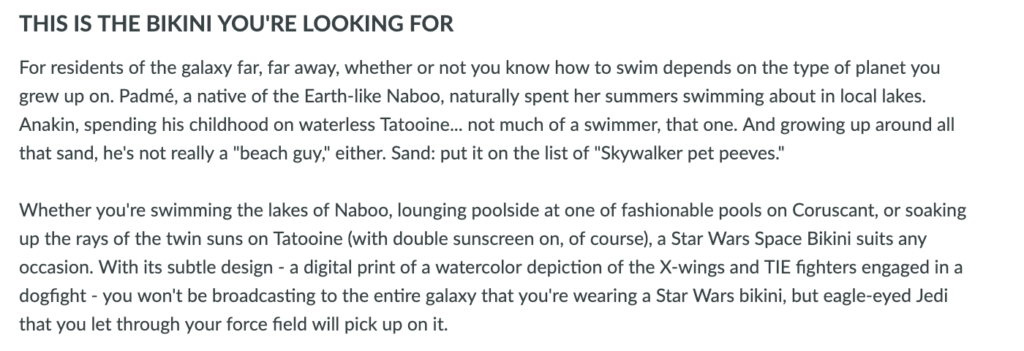 THIS IS THE BIKINI YOU'RE LOOKING FOR
For residents of the galaxy far, far away, whether or not you know how to swim depends on the type of planet you
grew up on. Padmé, a native of the Earth-like Naboo, naturally spent her summers swimming about in local lakes.
Anakin, spending his childhood on waterless Tatooine... not much of a swimmer, that one. And growing up around all
that sand, he's not really a "beach guy," either. Sand: put it on the list of "Skywalker pet peeves."
Whether you're swimming the lakes of Naboo, lounging poolside at one of fashionable pools on Coruscant, or soaking
up the rays of the twin suns on Tatooine (with double sunscreen on, of course), a Star Wars Space Bikini suits any
occasion. With its subtle design - a digital print of a watercolor depiction of the X-wings and TIE fighters engaged in a
dogfight - you won't be broadcasting to the entire galaxy that you're wearing a Star Wars bikini, but eagle-eyed Jedi
that you let through your force field will pick up on it.